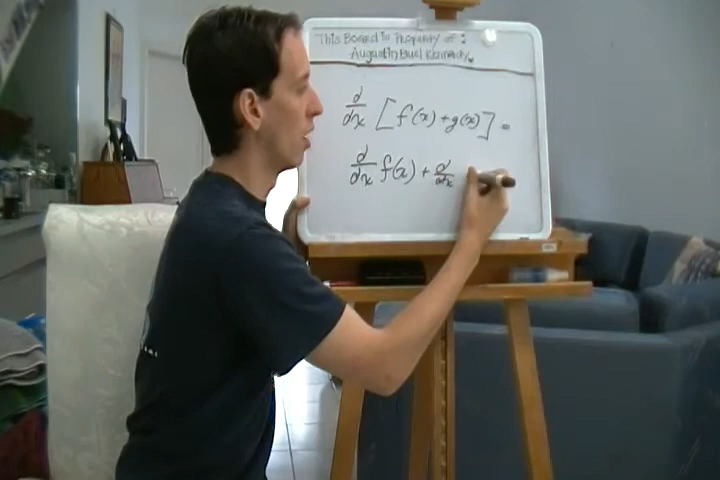 This Board is Property of:
Augustin Buel Kennedy.
d/dx [f(x)+g(x)] =
d/dx f(x) + d/dx